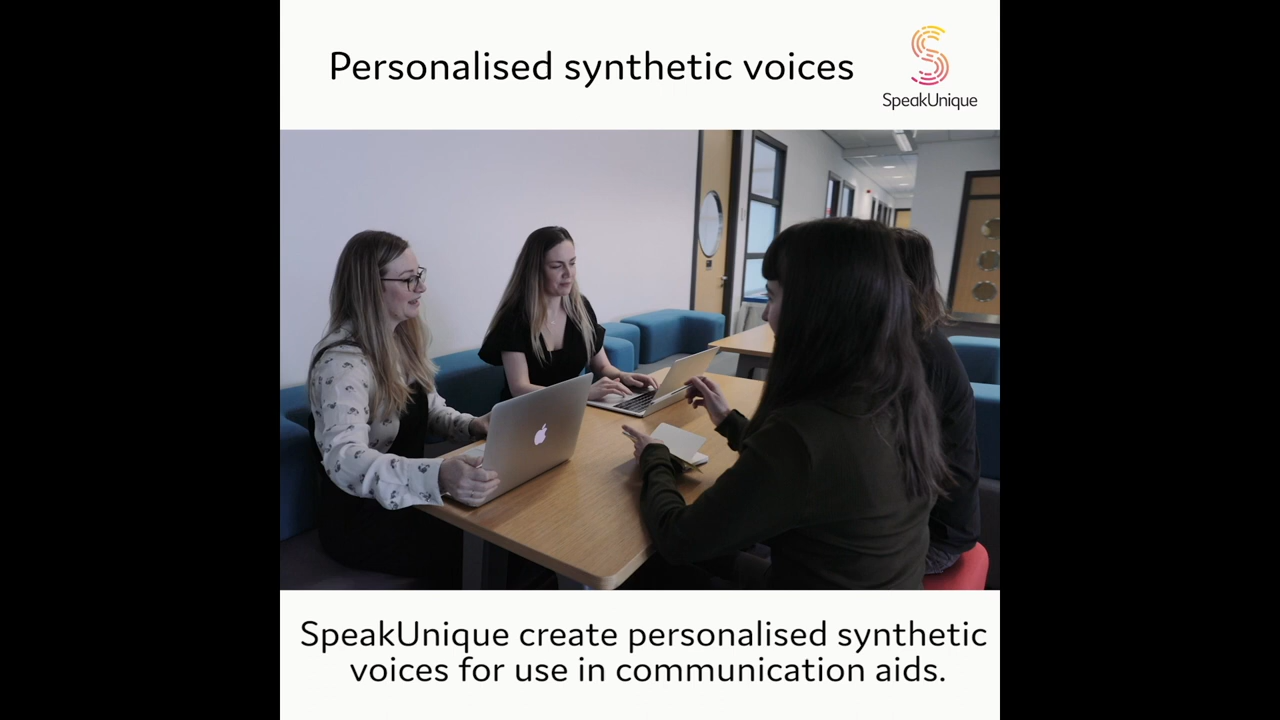 Personalised synthetic voices
SpeakUnique
SpeakUnique create personalised synthetic
voices for use in communication aids.